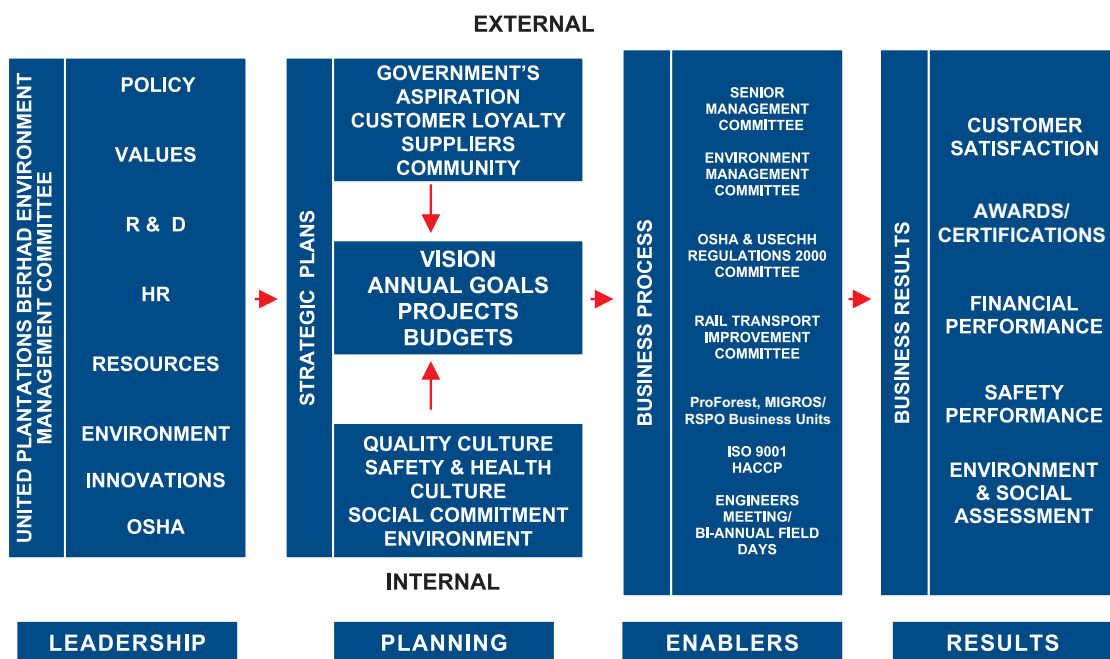 EXTERNAL
UNITED PLANTATIONS BERHAD ENVIRONMENT
MANAGEMENT COMMITTEE
POLICY
VALUES
R & D
HR
RESOURCES
ENVIRONMENT
INNOVATIONS
OSHA
STRATEGIC PLANS
GOVERNMENT'S
ASPIRATION
CUSTOMER LOYALTY
SUPPLIERS
COMMUNITY
VISION
ANNUAL GOALS
PROJECTS
BUDGETS
QUALITY CULTURE
SAFETY & HEALTH
CULTURE
SOCIAL COMMITMENT
ENVIRONMENT
INTERNAL
BUSINESS PROCESS
SENIOR
MANAGEMENT
COMMITTEE
ENVIRONMENT
MANAGEMENT
COMMITTEE
OSHA & USECHH
REGULATIONS 2000
COMMITTEE
RAIL TRANSPORT
IMPROVEMENT
COMMITTEE
ProForest, MIGROS/
RSPO Business Units
ISO 9001
HACCP
ENGINEERS
MEETING/
BI-ANNUAL FIELD
DAYS
BUSINESS RESULTS
CUSTOMER
SATISFACTION
AWARDS/
CERTIFICATIONS
FINANCIAL
PERFORMANCE
SAFETY
PERFORMANCE
ENVIRONMENT
& SOCIAL
ASSESSMENT
LEADERSHIP
PLANNING
ENABLERS
RESULTS